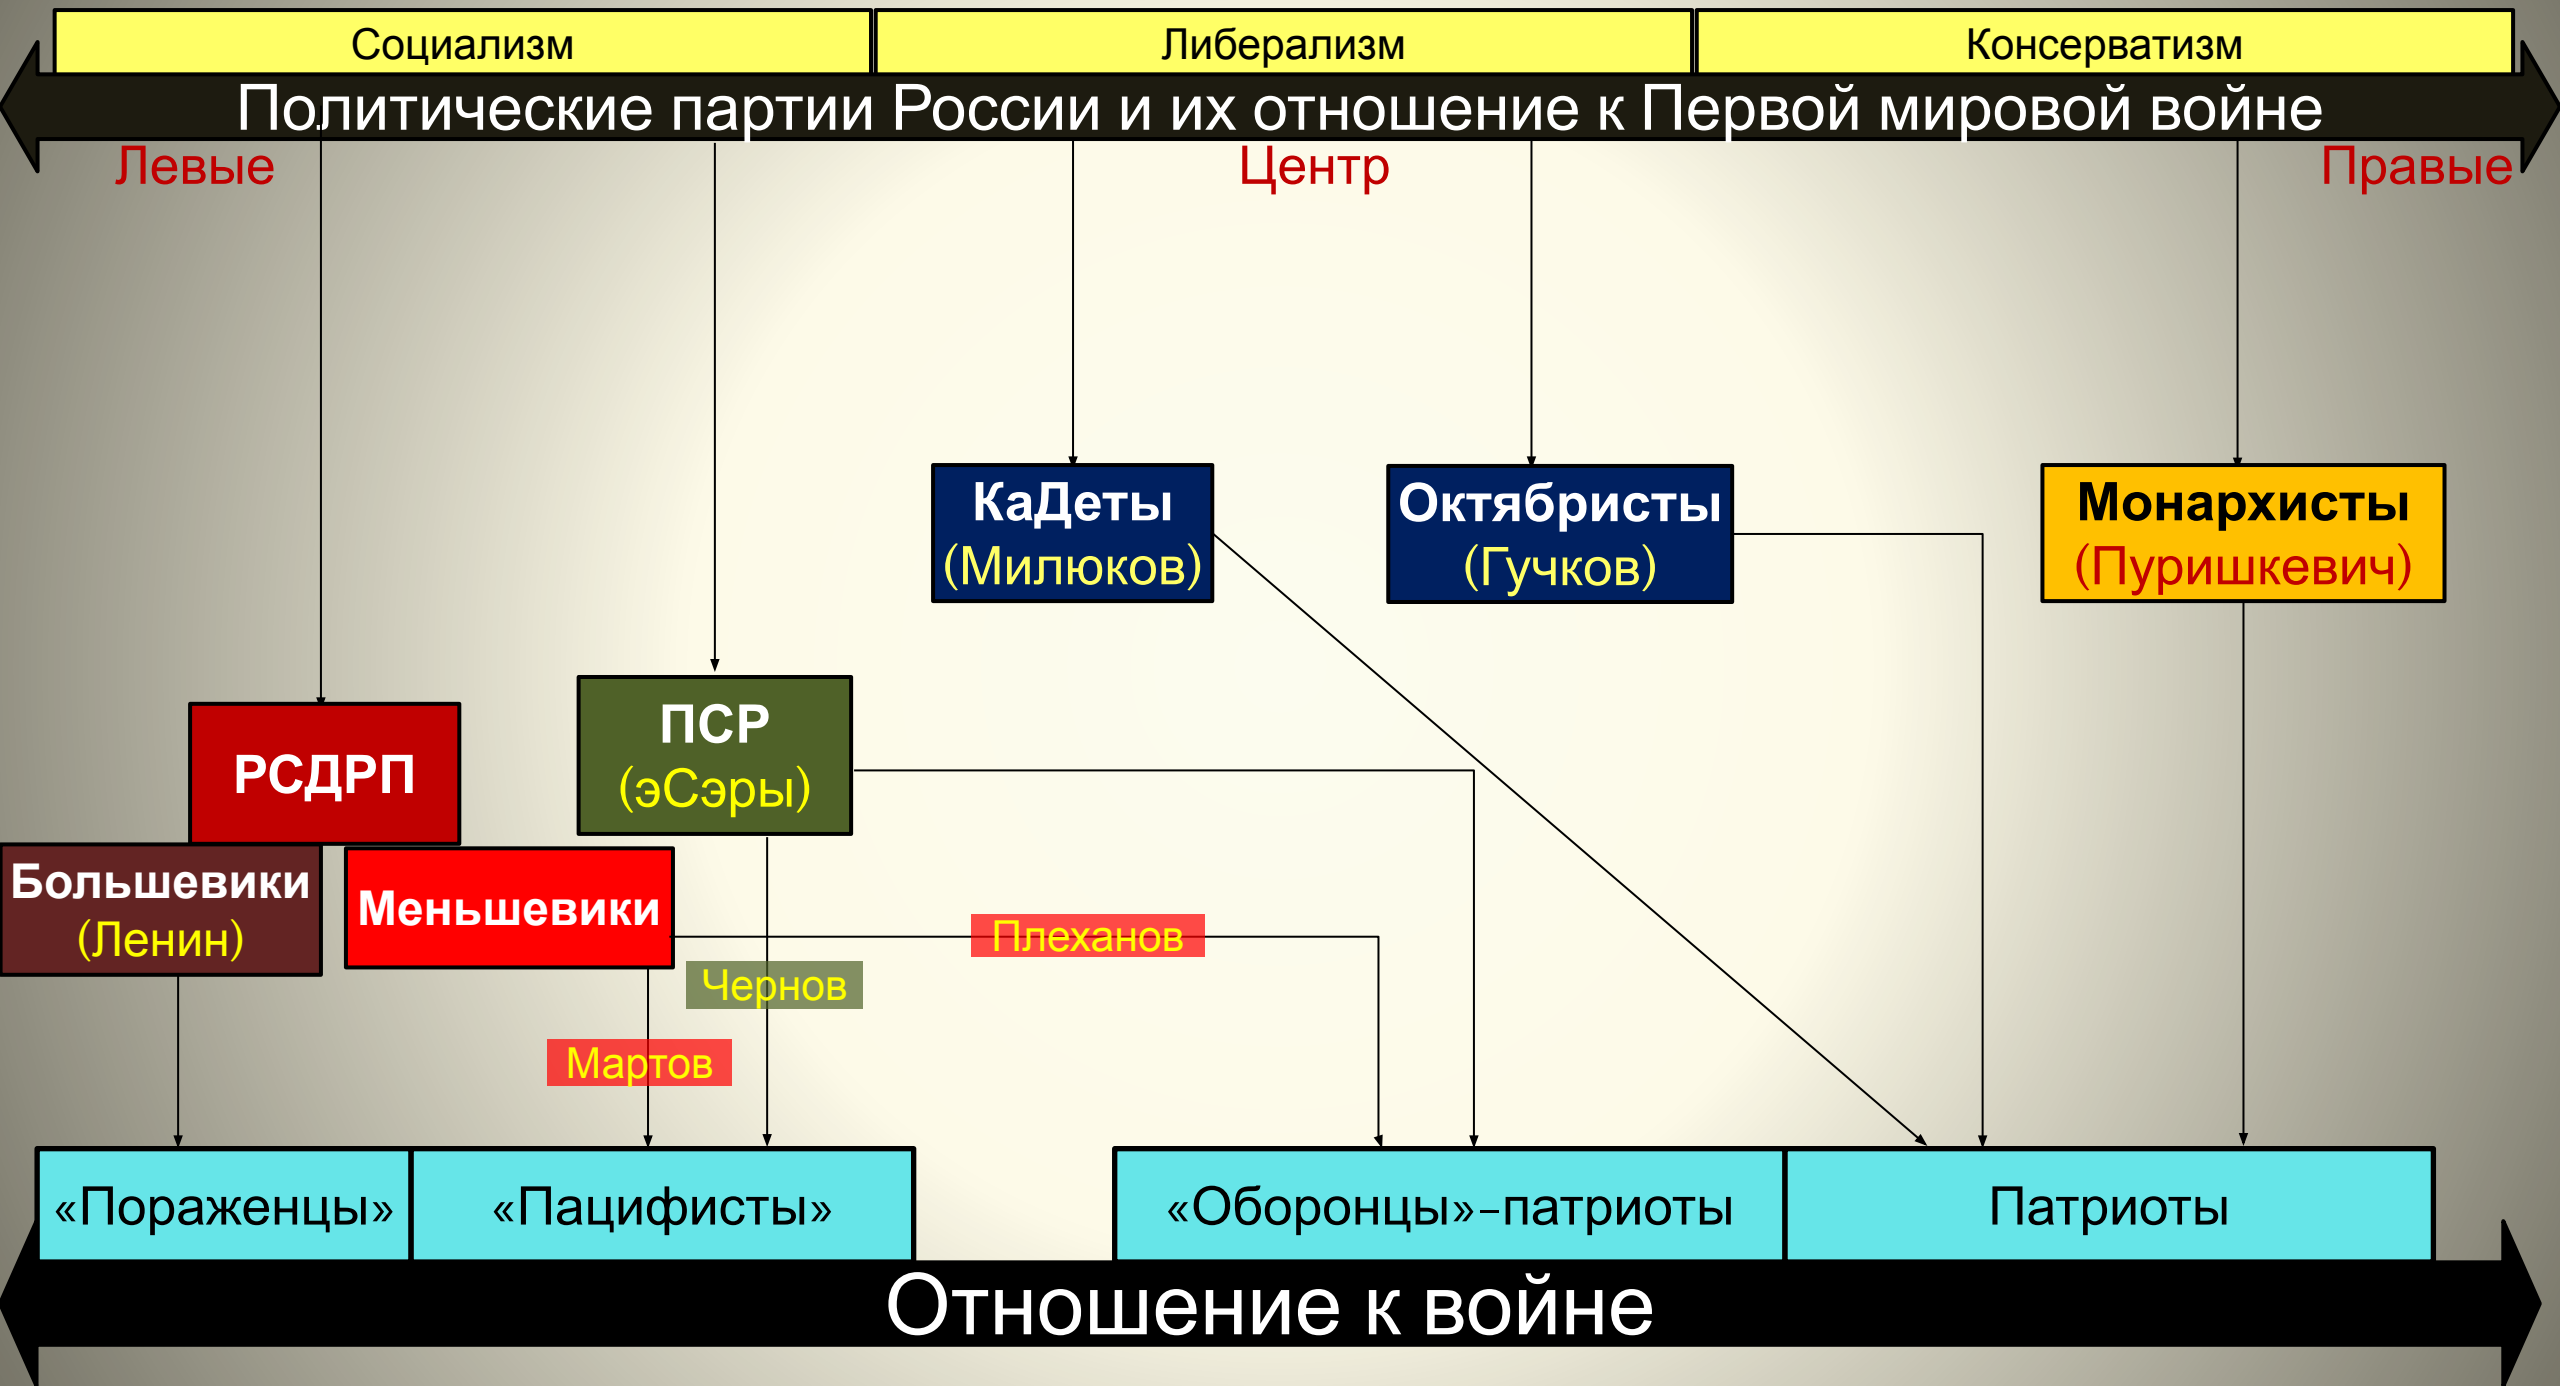 Социализм
Либерализм
Консерватизм
Политические партии России и их отношение к Первой мировой войне
Левые
Центр
Правые
КаДеты
(Милюков)
Октябристы
(Гучков)
Монархисты
(Пуришкевич)
РСДРП
ПСР
(эСэры)
Большевики
(Ленин)
Меньшевики
Плеханов
Чернов
Мартов
«Пораженцы»
«Пацифисты»
«Оборонцы»-патриоты
Патриоты
Отношение к войне